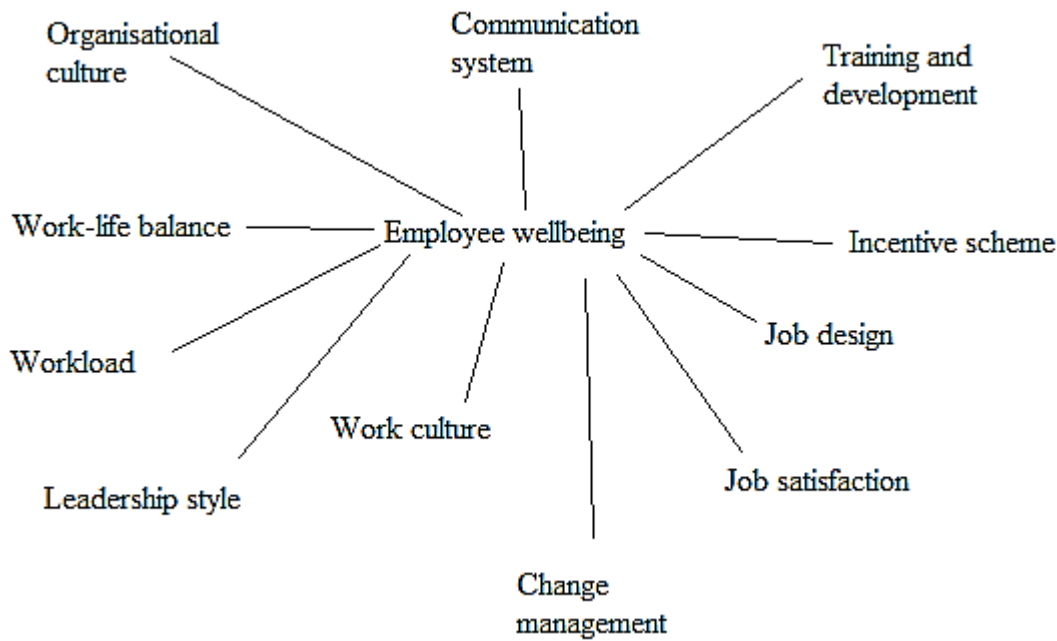 Organisational
culture
Communication
system
Training and
development
Work-life balance
Employee wellbeing
Incentive scheme
Workload
Job design
Work culture
Leadership style
Job satisfaction
Change
management